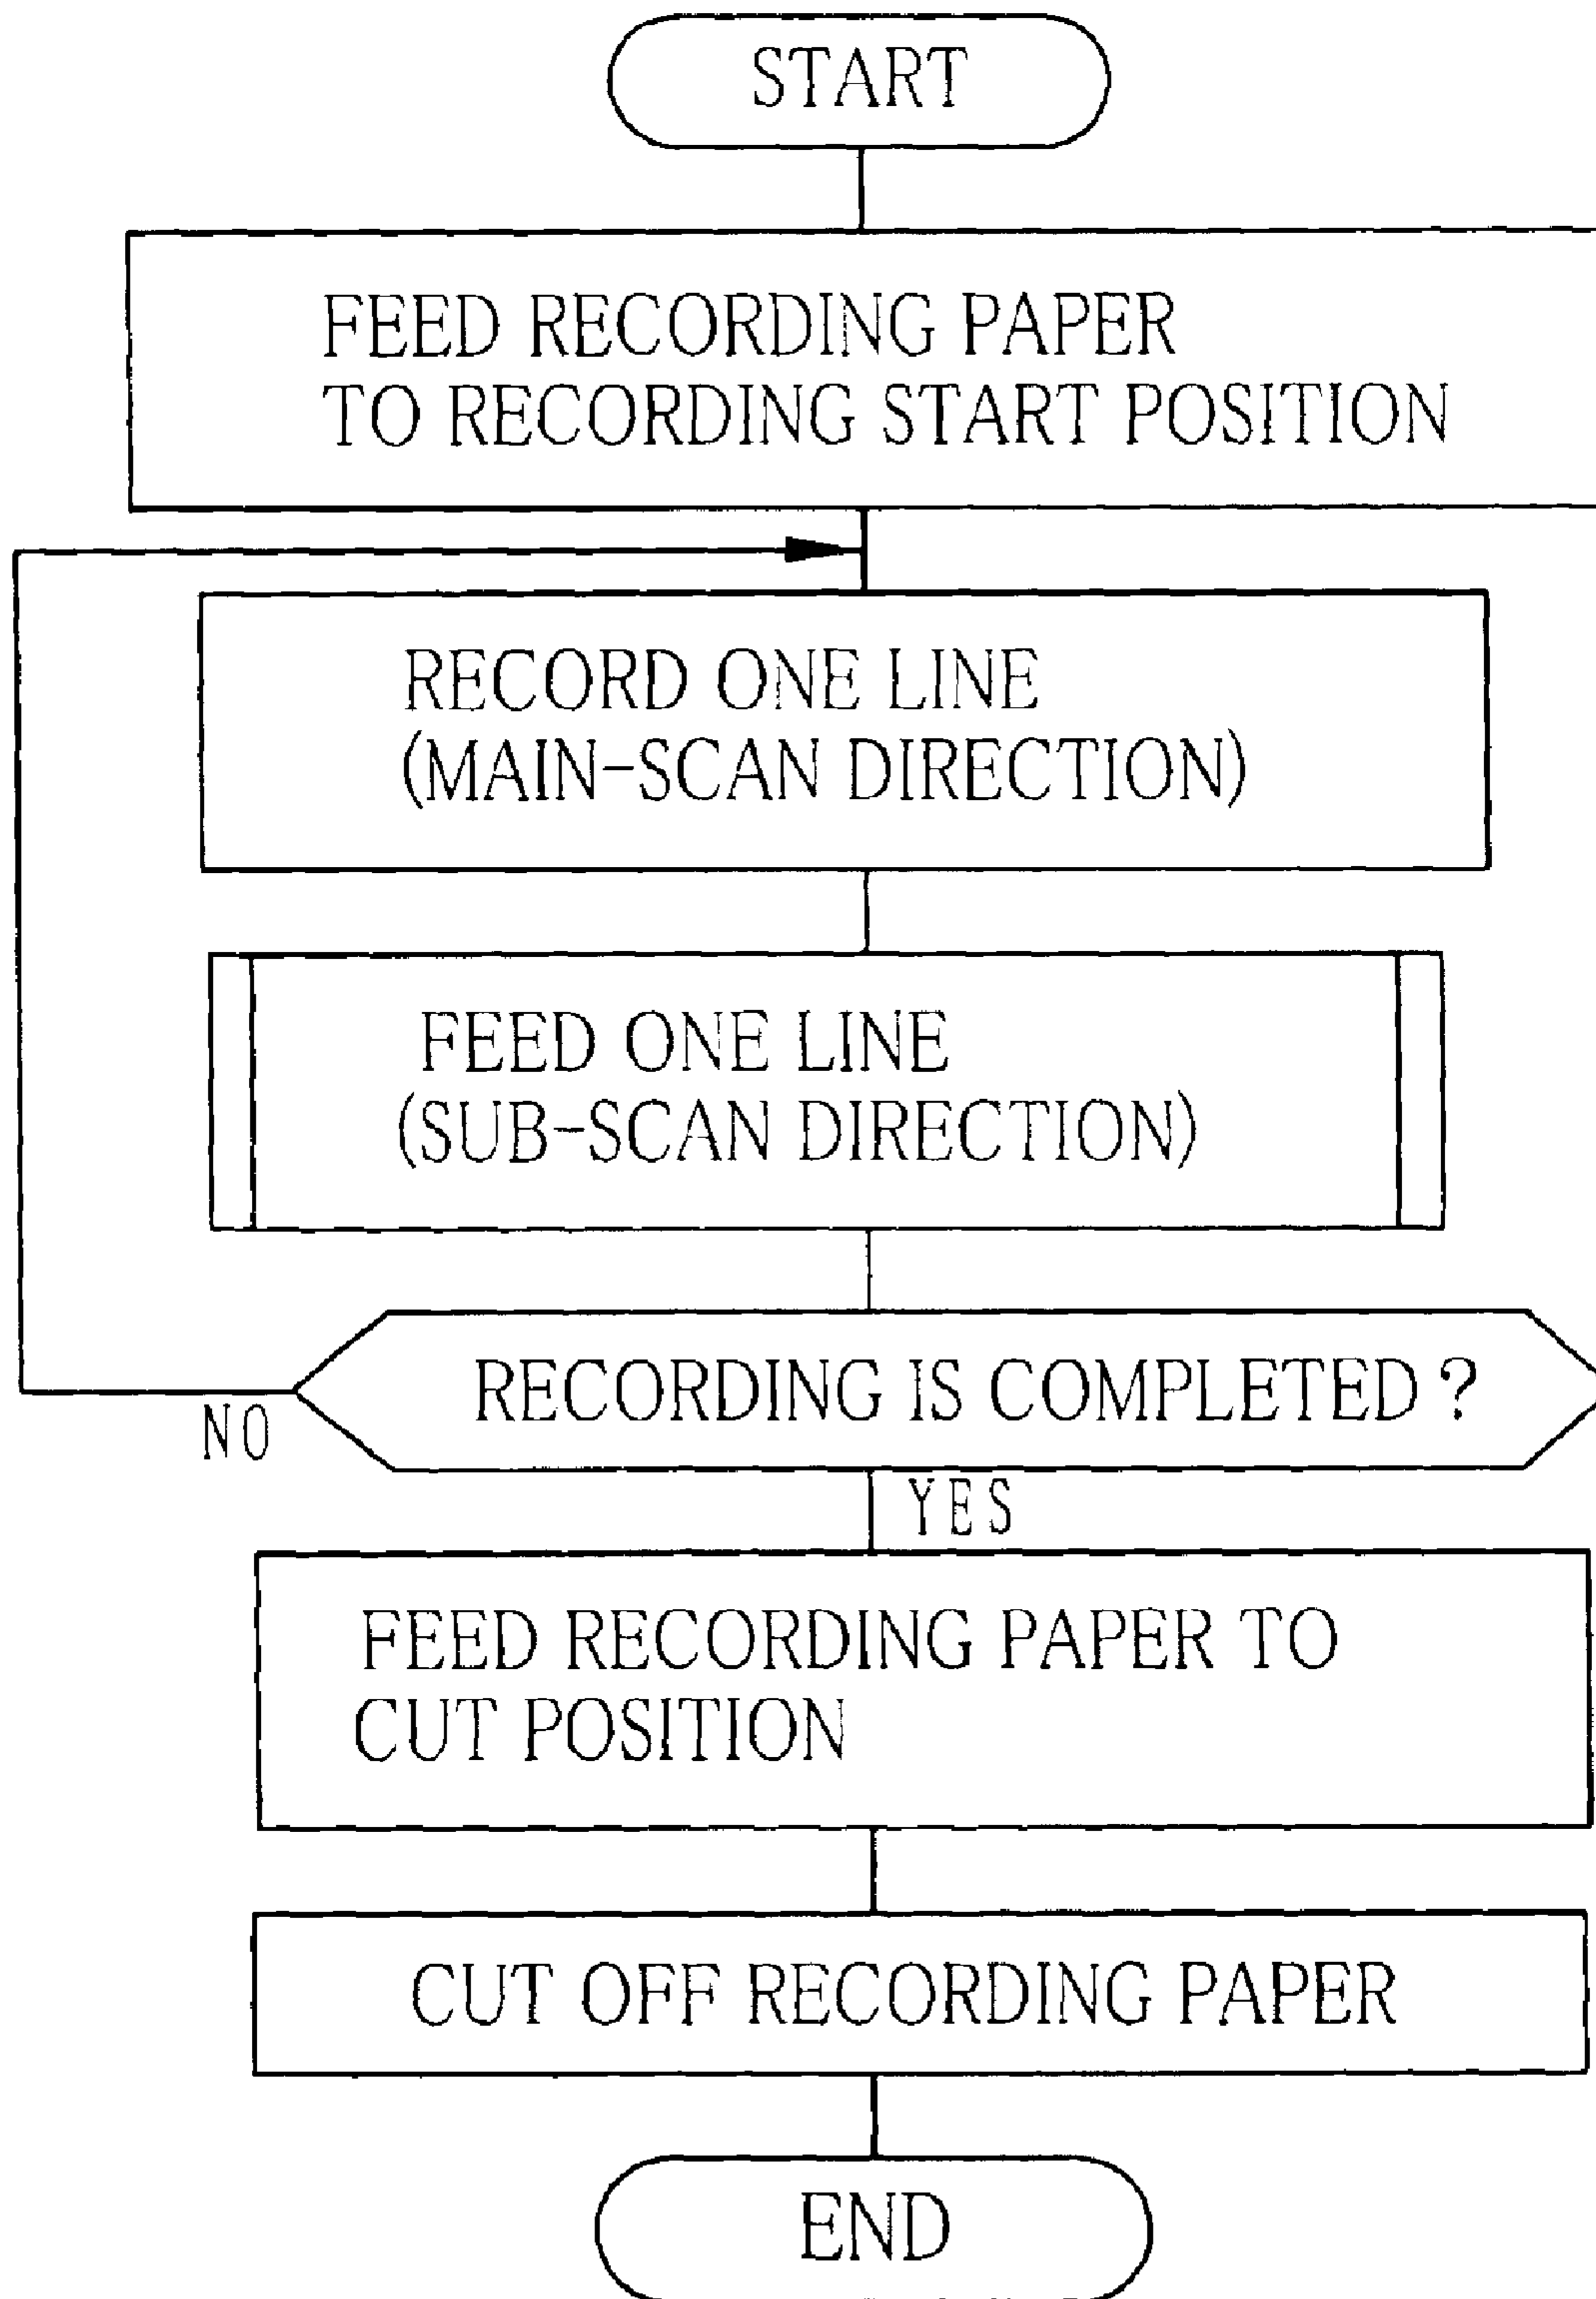 START
FEED RECORDING PAPER
TO RECORDING START POSITION
RECORD ONE LINE
(MAIN-SCAN DIRECTION)
FEED ONE LINE
(SUB-SCAN DIRECTION)
RECORDING IS COMPLETED ?
NO
YES
FEED RECORDING PAPER TO
CUT POSITION
CUT OFF RECORDING PAPER
END